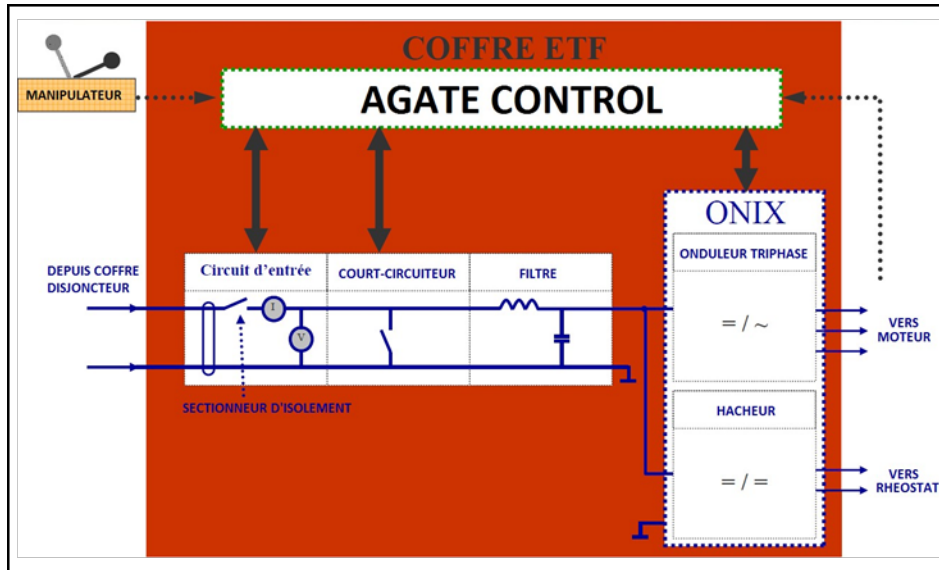 COFFRE ETF
MANIPULATEUR
AGATE CONTROL
ONIX
DEPUIS COFFRE
DISJONCTEUR
Circuit d'entrée
COURT-CIRCUITEUR
FILTRE
ONDULEUR TRIPHASE
I
V
= / ~
VERS
MOTEUR
SECTIONNEUR D'ISOLEMENT
HACHEUR
= / =
VERS
RHEOSTAT